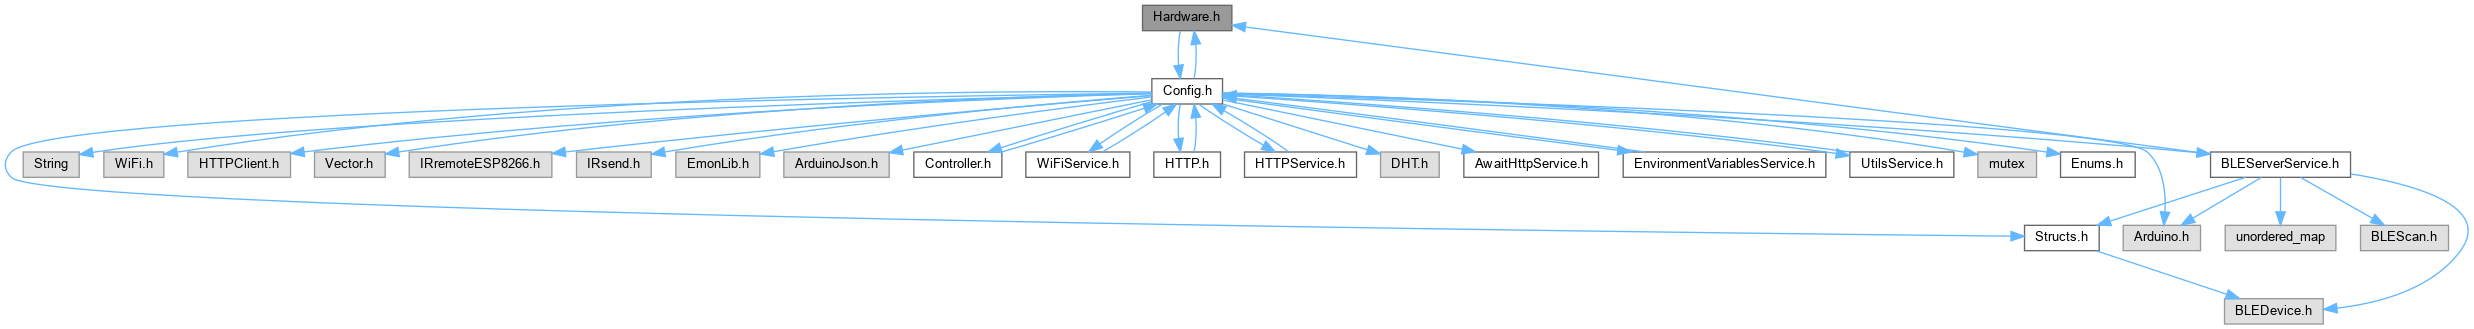 Hardware.h
Config.h
String
WiFi.h
HTTPClient.h
Vector.h
IRremoteESP8266.h
IRsend.h
EmonLib.h
ArduinoJson.h
Controller.h
WiFiService.h
HTTP.h
HTTPService.h
DHT.h
AwaitHttpService.h
EnvironmentVariablesService.h
UtilsService.h
mutex
Enums.h
BLEServerService.h
Structs.h
Arduino.h
unordered_map
BLEScan.h
BLEDevice.h